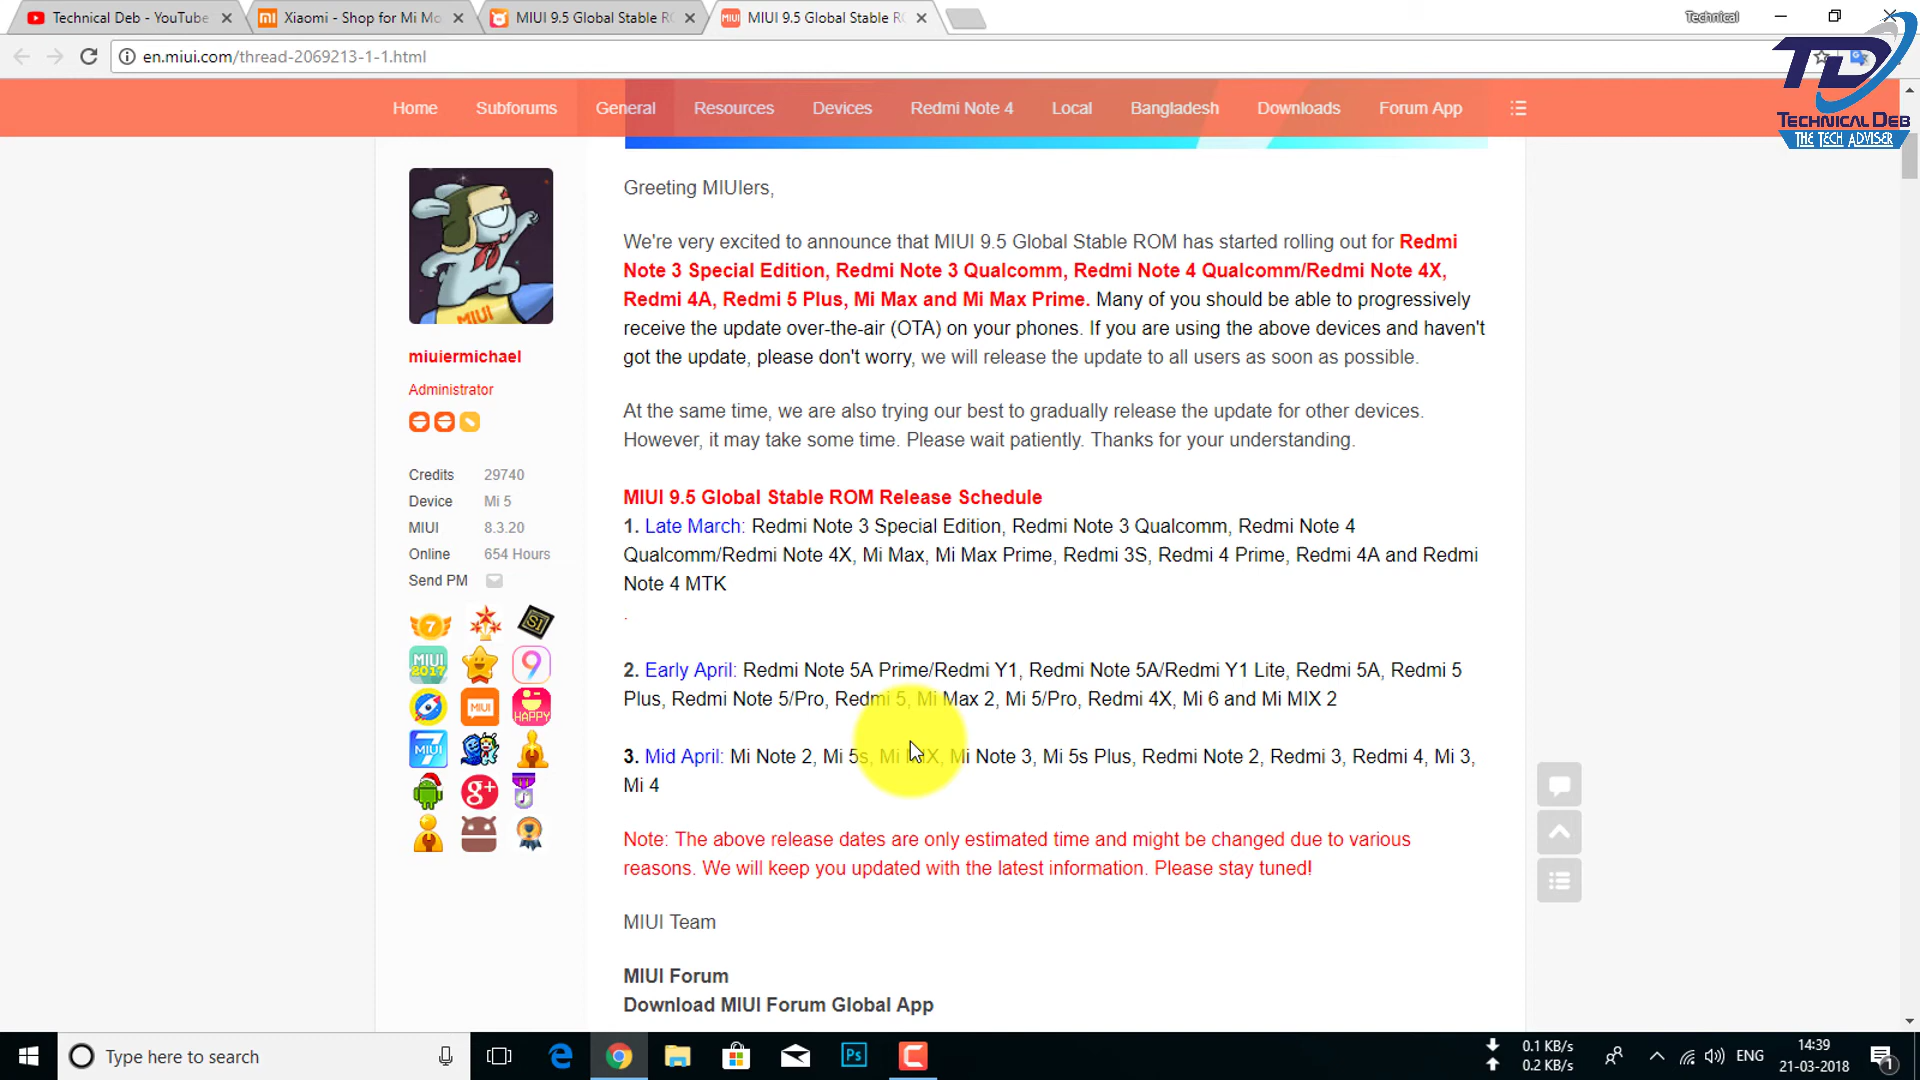 Technical Deb - YouTube
Xiaomi - Shop for Mi Mo
MIUI 9.5 Global Stable RO
MIUI 9.5 Global Stable RO
Technical
en.miui.com/thread-2069213-1-1.html
TD
TECHNICAL DEB
THE TECH ADVISER
Home Subforums General Resources Devices Redmi Note 4 Local Bangladesh Downloads Forum App
Greeting MIUIers,
We're very excited to announce that MIUI 9.5 Global Stable ROM has started rolling out for Redmi
Note 3 Special Edition, Redmi Note 3 Qualcomm, Redmi Note 4 Qualcomm/Redmi Note 4X,
Redmi 4A, Redmi 5 Plus, Mi Max and Mi Max Prime. Many of you should be able to progressively
receive the update over-the-air (OTA) on your phones. If you are using the above devices and haven't
got the update, please don't worry, we will release the update to all users as soon as possible.
At the same time, we are also trying our best to gradually release the update for other devices.
However, it may take some time. Please wait patiently. Thanks for your understanding.
MIUI 9.5 Global Stable ROM Release Schedule
1. Late March: Redmi Note 3 Special Edition, Redmi Note 3 Qualcomm, Redmi Note 4
Qualcomm/Redmi Note 4X, Mi Max, Mi Max Prime, Redmi 3S, Redmi 4 Prime, Redmi 4A and Redmi
Note 4 MTK
.
2. Early April: Redmi Note 5A Prime/Redmi Y1, Redmi Note 5A/Redmi Y1 Lite, Redmi 5A, Redmi 5
Plus, Redmi Note 5/Pro, Redmi 5, Mi Max 2, Mi 5/Pro, Redmi 4X, Mi 6 and Mi MIX 2
3. Mid April: Mi Note 2, Mi 5s, Mi MIX, Mi Note 3, Mi 5s Plus, Redmi Note 2, Redmi 3, Redmi 4, Mi 3,
Mi 4
Note: The above release dates are only estimated time and might be changed due to various
reasons. We will keep you updated with the latest information. Please stay tuned!
MIUI Team
MIUI Forum
Download MIUI Forum Global App
MIUI
miuiermichael
Administrator
Credits 29740
Device Mi 5
MIUI 8.3.20
Online 654 Hours
Send PM
7
S1
MIUI
2017
9
MIUI
HAPPY
7
MIUI
g+
Type here to search
Ps
0.1 KB/s
0.2 KB/s
ENG
14:39
21-03-2018
1